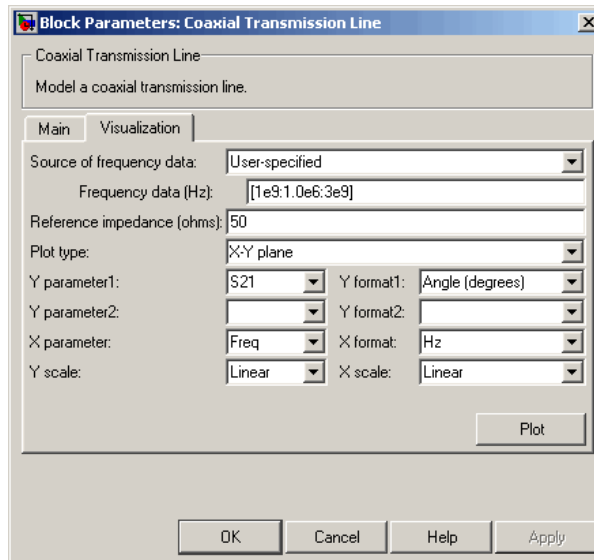 Block Parameters: Coaxial Transmission Line
Coaxial Transmission Line
Model a coaxial transmission line.
Main Visualization
Source of frequency data: User-specified
Frequency data (Hz): [1e9:1.0e6:3e9]
Reference impedance (ohms): 50
Plot type: X-Y plane
Y parameter1: S21 Y format1: Angle (degrees)
Y parameter2: Y format2:
X parameter: Freq X format: Hz
Y scale: Linear X scale: Linear
Plot
OK Cancel Help Apply